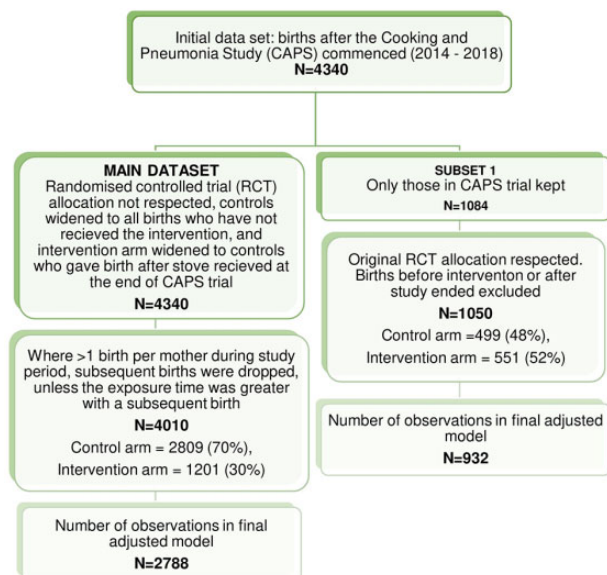 Initial data set: births after the Cooking and
Pneumonia Study (CAPS) commenced (2014 - 2018)
N=4340
MAIN DATASET
Randomised controlled trial (RCT)
allocation not respected, controls
widened to all births who have not
recieved the intervention, and
intervention arm widened to controls
who gave birth after stove recieved at
the end of CAPS trial
N=4340
Where >1 birth per mother during study
period, subsequent births were dropped,
unless the exposure time was greater
with a subsequent birth
N=4010
Control arm = 2809 (70%),
Intervention arm = 1201 (30%)
Number of observations in final
adjusted model
N=2788
SUBSET 1
Only those in CAPS trial kept
N=1084
Original RCT allocation respected.
Births before interventon or after
study ended excluded
N=1050
Control arm =499 (48%),
Intervention arm = 551 (52%)
Number of observations in final adjusted
model
N=932